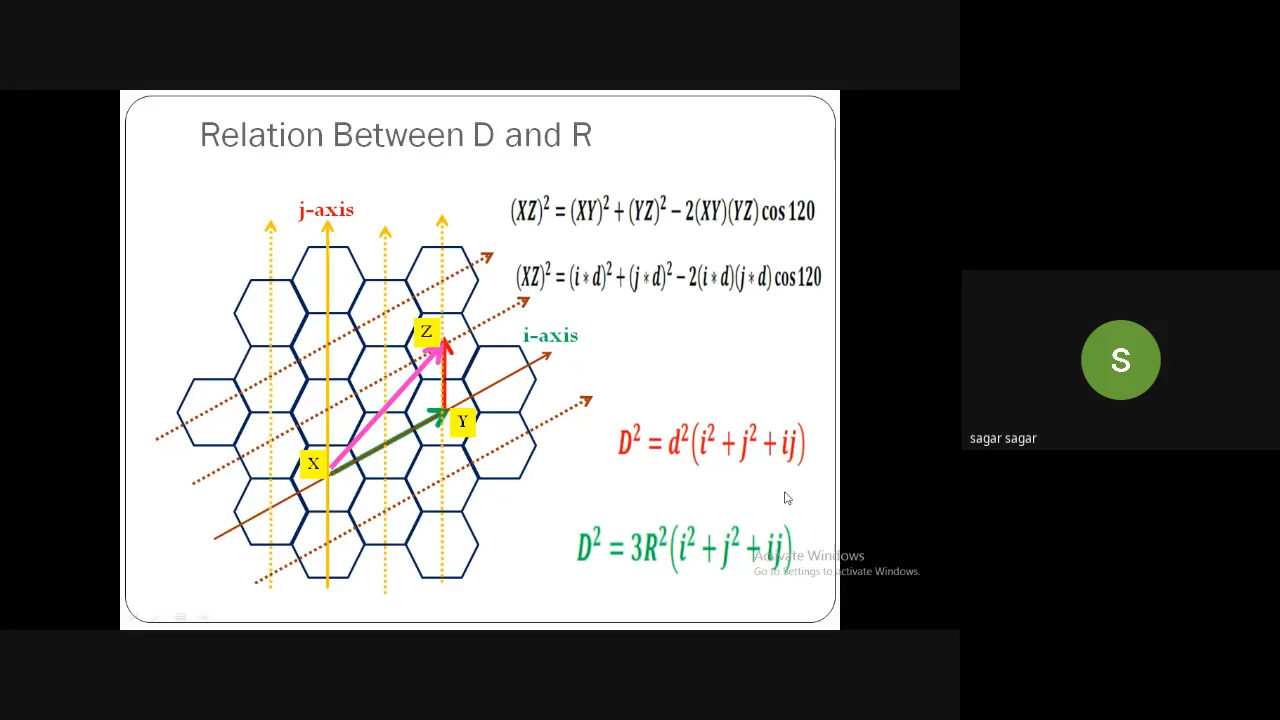 Relation Between D and R
j-axis
(XZ)² = (XY)² + (YZ)² − 2(XY)(YZ) cos 120
(XZ)² = (i ∗ d)² + (j ∗ d)² − 2(i ∗ d)(j ∗ d) cos 120
Z
i-axis
S
Y
D² = d²(i² + j² + ij)
sagar sagar
X
D² = 3R²(i² + j² + ij)
Activate Windows
Go to Settings to activate Windows.